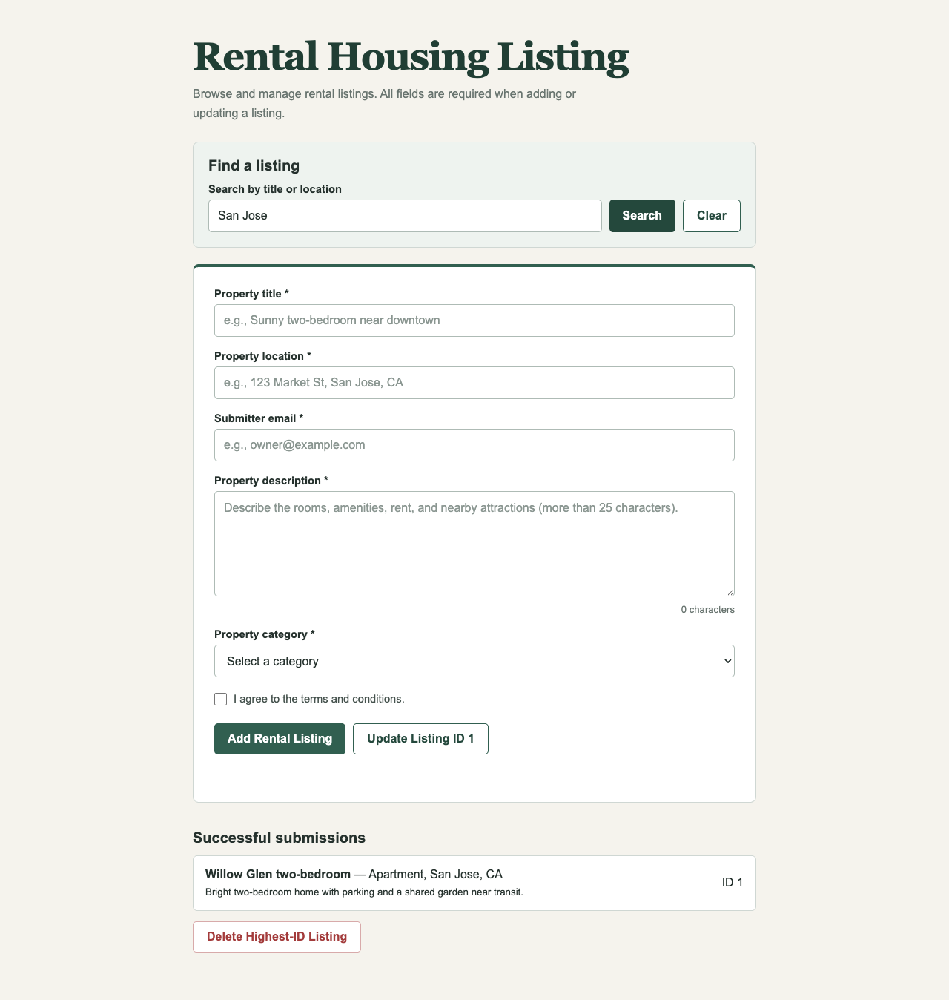 Rental Housing Listing
Browse and manage rental listings. All fields are required when adding or
updating a listing.
Find a listing
Search by title or location
San Jose
Search
Clear
Property title *
e.g., Sunny two-bedroom near downtown
Property location *
e.g., 123 Market St, San Jose, CA
Submitter email *
e.g., owner@example.com
Property description *
Describe the rooms, amenities, rent, and nearby attractions (more than 25 characters).
0 characters
Property category *
Select a category
I agree to the terms and conditions.
Add Rental Listing
Update Listing ID 1
Successful submissions
Willow Glen two-bedroom — Apartment, San Jose, CA
Bright two-bedroom home with parking and a shared garden near transit.
ID 1
Delete Highest-ID Listing